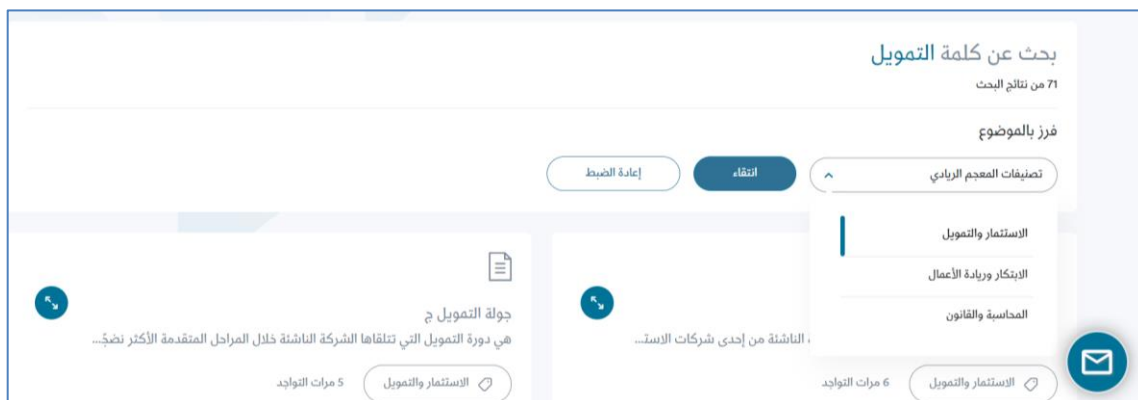 بحث عن كلمة التمويل
71 من نتائج البحث
فرز بالموضوع
تصنيفات المعجم الريادي
انتقاء
إعادة الضبط
الاستثمار والتمويل
الابتكار وريادة الأعمال
المحاسبة والقانون
الناشئة من إحدى شركات الاستـ...
الاستثمار والتمويل
6 مرات التواجد
جولة التمويل ج
هي دورة التمويل التي تتلقاها الشركة الناشئة خلال المراحل المتقدمة الأكثر نضجً...
الاستثمار والتمويل
5 مرات التواجد